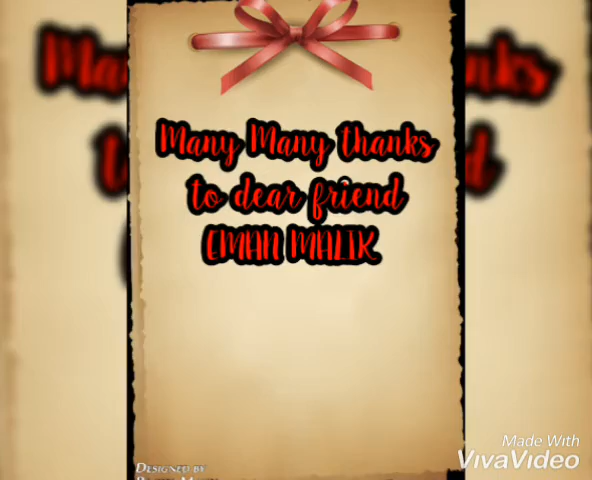 Many Many thanks
to dear friend
EMAN MALIK
DESIGNED BY
Made With
VivaVideo